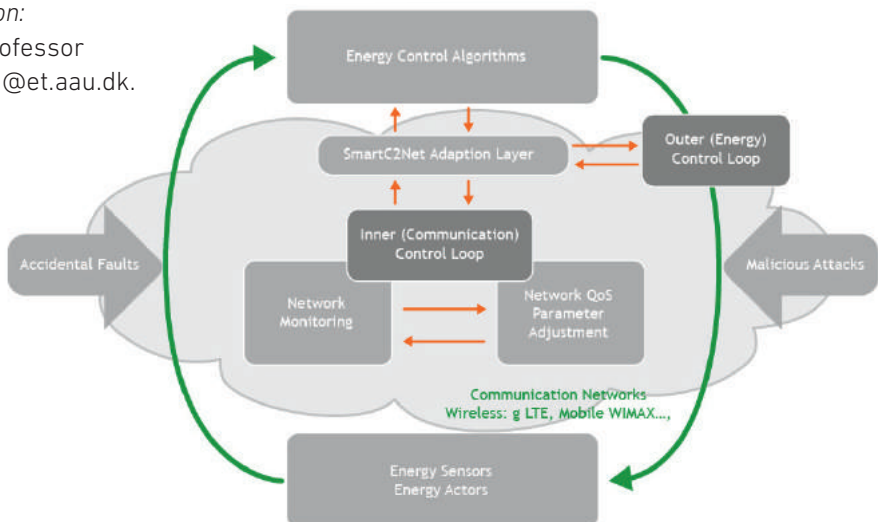 on:
ofessor
@et.aau.dk.
Energy Control Algorithms
SmartC2Net Adaption Layer
Outer (Energy)
Control Loop
Inner (Communication)
Control Loop
Accidental Faults
Malicious Attacks
Network
Monitoring
Network QoS
Parameter
Adjustment
Communication Networks
Wireless: g LTE, Mobile WIMAX…,
Energy Sensors
Energy Actors